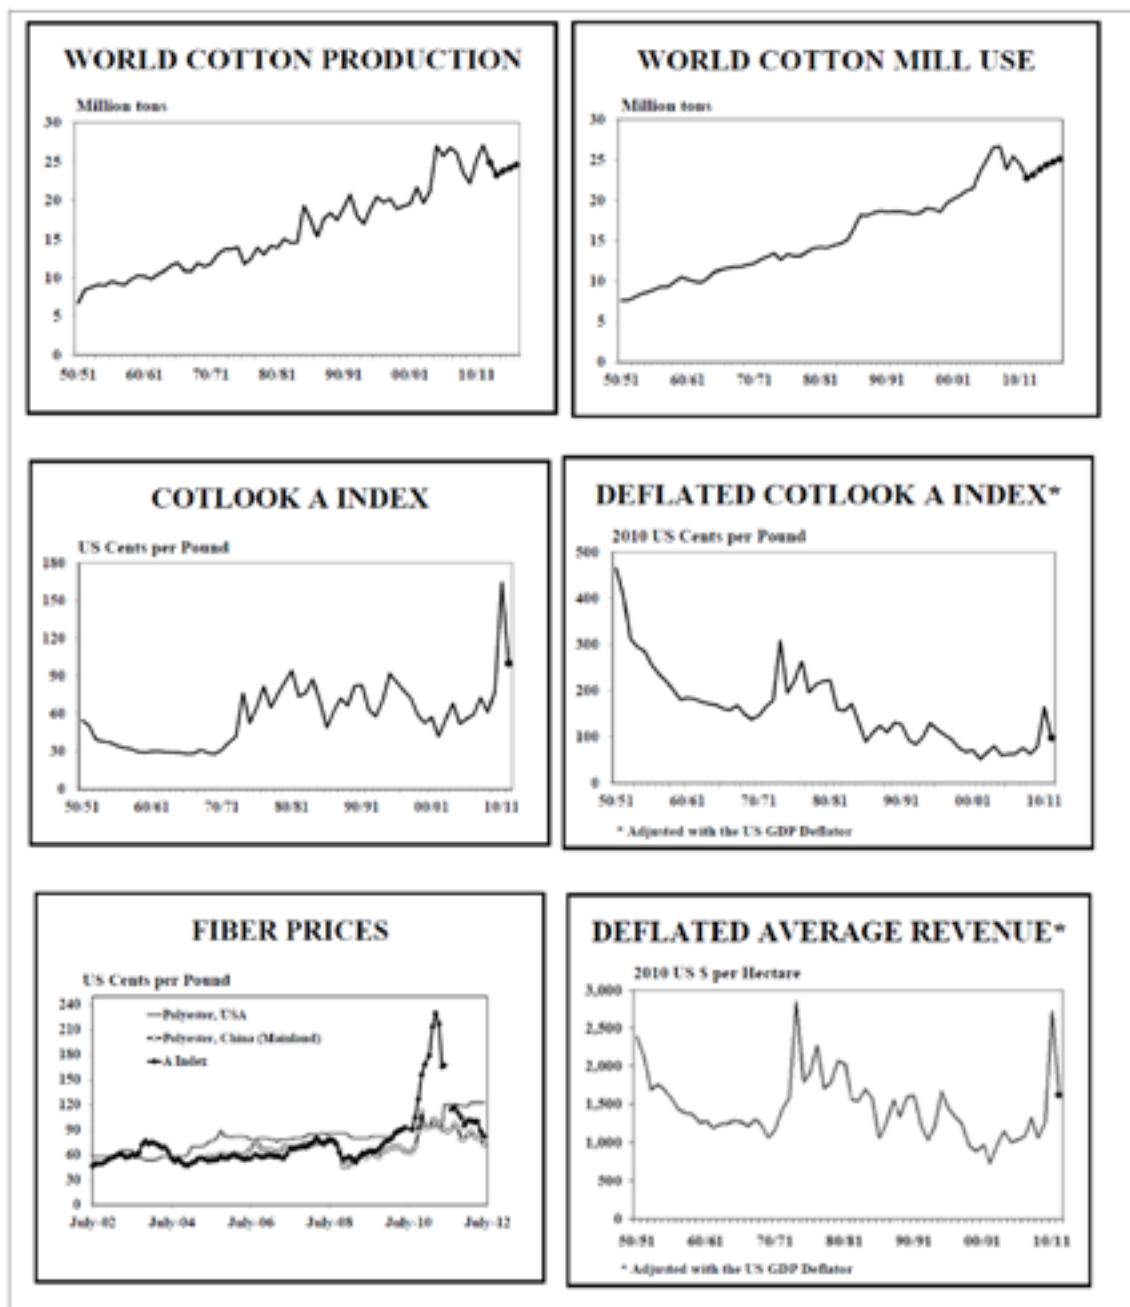 WORLD COTTON PRODUCTION
Million tons
30
25
20
15
10
5
0
50/51 60/61 70/71 80/81 90/91 00/01 10/11
WORLD COTTON MILL USE
Million tons
30
25
20
15
10
5
0
50/51 60/61 70/71 80/81 90/91 00/01 10/11
COTLOOK A INDEX
US Cents per Pound
180
150
120
90
60
30
0
50/51 60/61 70/71 80/81 90/91 00/01 10/11
DEFLATED COTLOOK A INDEX*
2010 US Cents per Pound
500
400
300
200
100
0
50/51 60/61 70/71 80/81 90/91 00/01 10/11
* Adjusted with the US GDP Deflator
FIBER PRICES
US Cents per Pound
240
210
180
150
120
90
60
30
0
Polyester, USA
Polyester, China (Mainland)
A Index
July-02 July-04 July-06 July-08 July-10 July-12
DEFLATED AVERAGE REVENUE*
2010 US $ per Hectare
3,000
2,500
2,000
1,500
1,000
500
0
50/51 60/61 70/71 80/81 90/91 00/01 10/11
* Adjusted with the US GDP Deflator